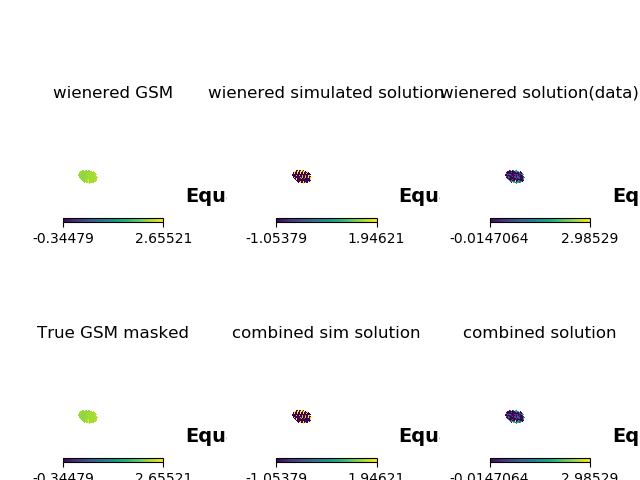 wienered GSM
wienered simulated solution
wienered solution(data)
Equ
Equ
Eq
-0.34479 2.65521
-1.05379 1.94621
-0.0147064 2.98529
True GSM masked
combined sim solution
combined solution
Equ
Equ
Eq
-0.34479 2.65521
-1.05379 1.94621
-0.0147064 2.98529